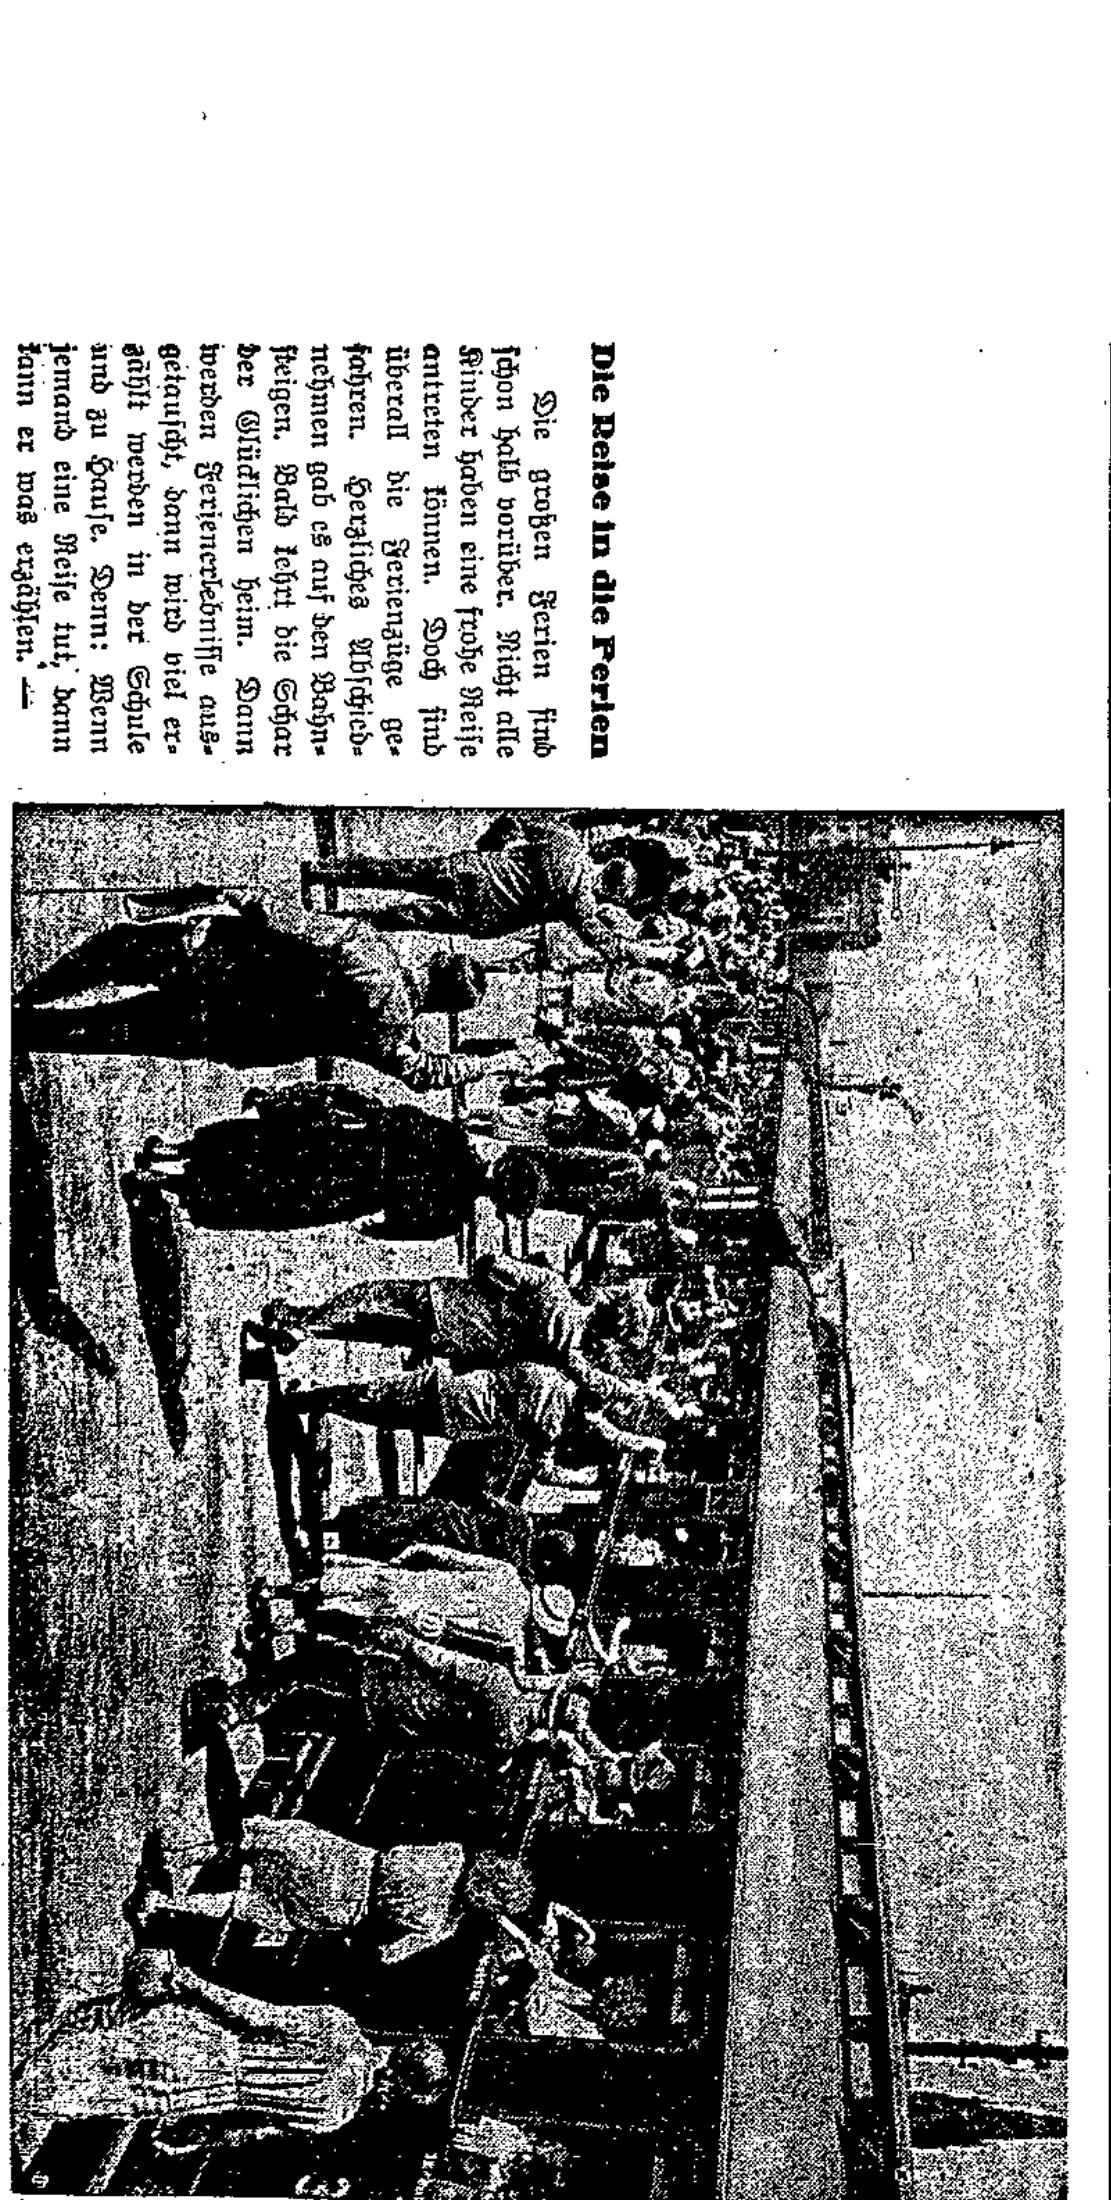 Die Reise in die Ferien
Die großen Ferien sind
schon halb vorüber. Nicht alle
Kinder haben eine frohe Reise
antreten können. Doch sind
überall die Ferienzüge ge-
fahren. Herzliches Abschied-
nehmen gab es auf den Bahn-
steigen. Bald kehrt die Schar
der Glücklichen heim. Dann
werden Ferienerlebnisse aus-
getauscht, dann wird viel er-
zählt werden in der Schule
und zu Hause. Denn: Wenn
jemand eine Reise tut, dann
kann er was erzählen. —